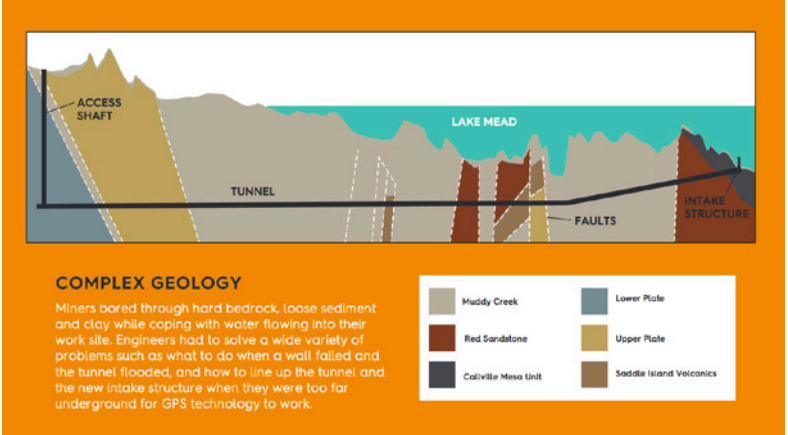 ACCESS
SHAFT
LAKE MEAD
TUNNEL
INTAKE
STRUCTURE
FAULTS
COMPLEX GEOLOGY
Miners bored through hard bedrock, loose sediment
and clay while coping with water flowing into their
work site. Engineers had to solve a wide variety of
problems such as what to do when a wall failed and
the tunnel flooded, and how to line up the tunnel and
the new intake structure when they were too far
underground for GPS technology to work.
Muddy Creek
Lower Plate
Red Sandstone
Upper Plate
Callville Mesa Unit
Saddle Island Volcanics